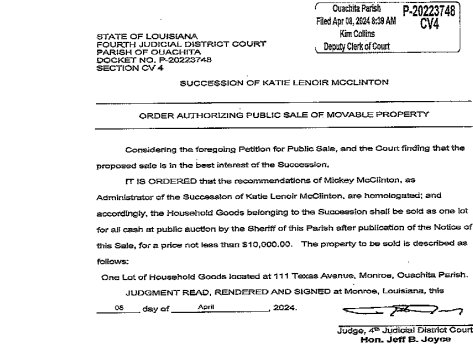 Ouachita Parish
Filed Apr 08, 2024 8:39 AM
Kim Collins
Deputy Clerk of Court
P-20223748
CV4
STATE OF LOUISIANA
FOURTH JUDICIAL DISTRICT COURT
PARISH OF OUACHITA
DOCKET NO. P-20223748
SECTION CV 4
SUCCESSION OF KATIE LENOIR MCCLINTON
ORDER AUTHORIZING PUBLIC SALE OF MOVABLE PROPERTY
Considering the foregoing Petition for Public Sale, and the Court finding that the
proposed sale is in the best interest of the Succession,
IT IS ORDERED that the recommendations of Mickey McClinton, as
Administrator of the Succession of Katie Lenoir McClinton, are homologated; and
accordingly, the Household Goods belonging to the Succession shall be sold as one lot
for all cash at public auction by the Sheriff of this Parish after publication of the Notice of
this Sale, for a price not less than $10,000.00. The property to be sold is described as
follows:
One Lot of Household Goods located at 111 Texas Avenue, Monroe, Ouachita Parish.
JUDGMENT READ, RENDERED AND SIGNED at Monroe, Louisiana, this
08 day of April, 2024.
Judge, 4th Judicial District Court
Hon. Jeff B. Joyce